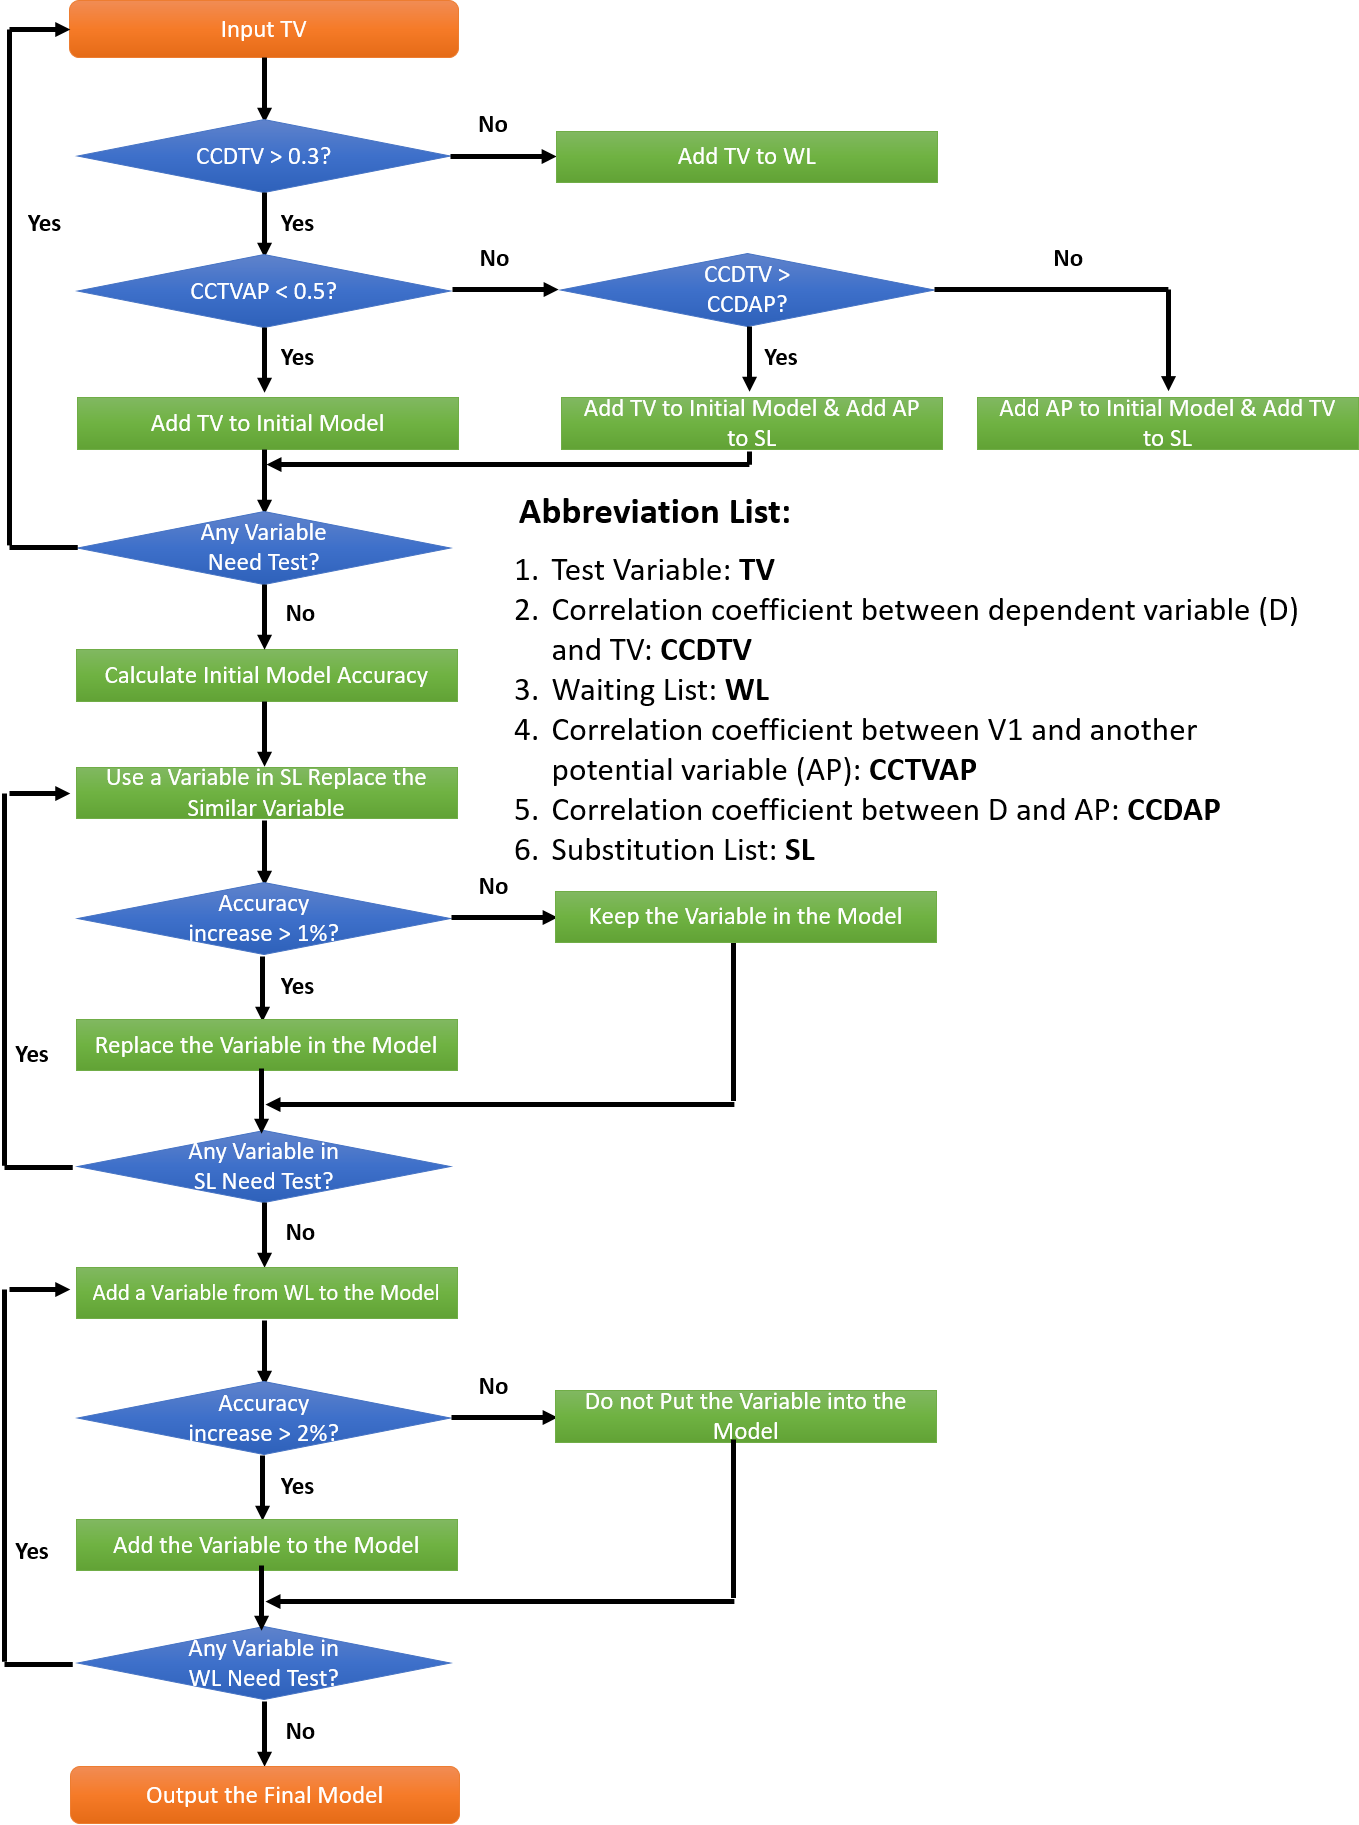 Input TV
No
CCDTV > 0.3?
Add TV to WL
Yes
Yes
No
No
CCTVAP < 0.5?
CCDTV >
CCDAP?
Yes
Yes
Add TV to Initial Model
Add TV to Initial Model & Add AP
to SL
Add AP to Initial Model & Add TV
to SL
Abbreviation List:
1. Test Variable: TV
2. Correlation coefficient between dependent variable (D)
and TV: CCDTV
3. Waiting List: WL
4. Correlation coefficient between V1 and another
potential variable (AP): CCTVAP
5. Correlation coefficient between D and AP: CCDAP
6. Substitution List: SL
Any Variable
Need Test?
No
Calculate Initial Model Accuracy
Use a Variable in SL Replace the
Similar Variable
No
Accuracy
increase > 1%?
Keep the Variable in the Model
Yes
Replace the Variable in the Model
Yes
Any Variable in
SL Need Test?
No
Add a Variable from WL to the Model
No
Accuracy
increase > 2%?
Do not Put the Variable into the
Model
Yes
Add the Variable to the Model
Yes
Any Variable in
WL Need Test?
No
Output the Final Model